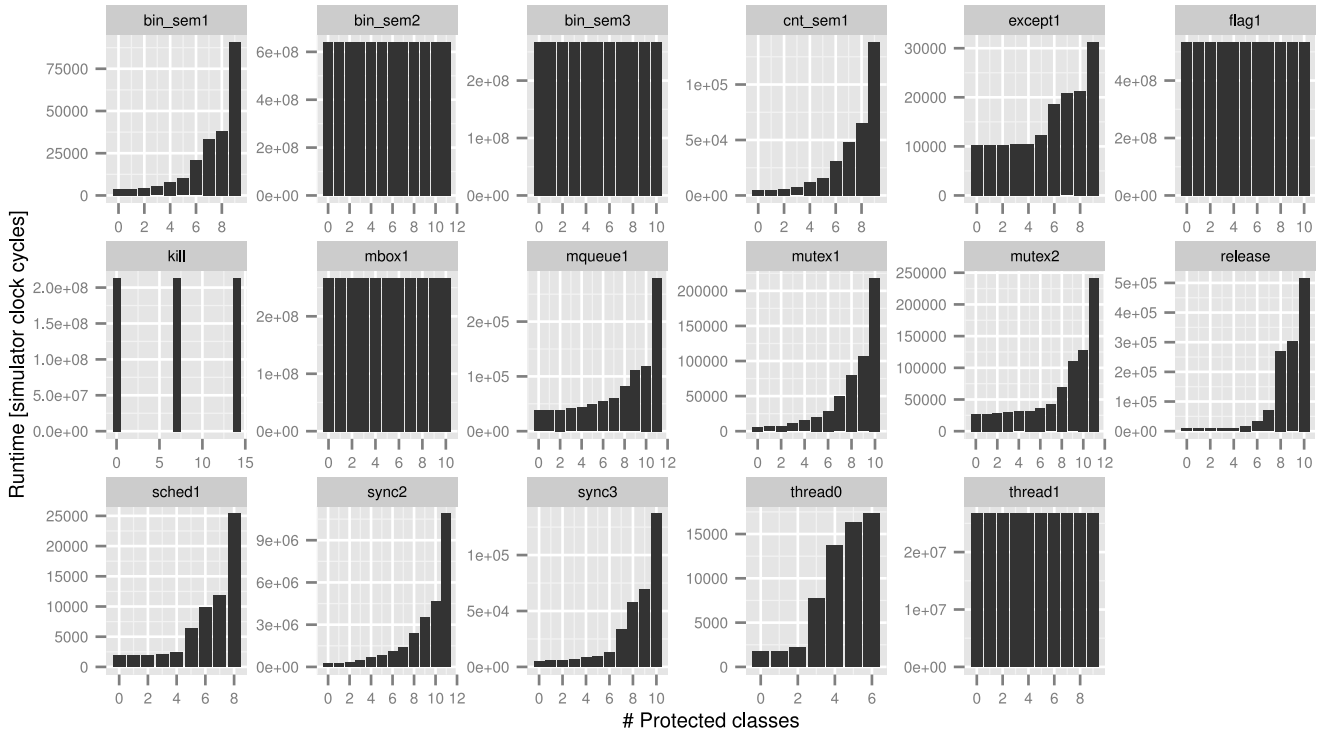 bin_sem1 bin_sem2 bin_sem3 cnt_sem1 except1 flag1
75000 50000 25000 0
6e+08 4e+08 2e+08 0e+00
2e+08 1e+08 0e+00
1e+05 5e+04 0e+00
30000 20000 10000 0
4e+08 2e+08 0e+00
0 2 4 6 8
0 2 4 6 8 10 12
0 2 4 6 8 10
0 2 4 6 8
0 2 4 6 8
0 2 4 6 8 10
Runtime [simulator clock cycles]
kill mbox1 mqueue1 mutex1 mutex2 release
2.0e+08 1.5e+08 1.0e+08 5.0e+07 0.0e+00
2e+08 1e+08 0e+00
2e+05 1e+05 0e+00
200000 150000 100000 50000 0
250000 200000 150000 100000 50000 0
5e+05 4e+05 3e+05 2e+05 1e+05 0e+00
0 5 10 15
0 2 4 6 8 10
0 2 4 6 8 10 12
0 2 4 6 8 10
0 2 4 6 8 10 12
0 2 4 6 8 10
sched1 sync2 sync3 thread0 thread1
25000 20000 15000 10000 5000 0
9e+06 6e+06 3e+06 0e+00
1e+05 5e+04 0e+00
15000 10000 5000 0
2e+07 1e+07 0e+00
0 2 4 6 8
0 2 4 6 8 10 12
0 2 4 6 8 10
0 2 4 6
0 2 4 6 8
# Protected classes